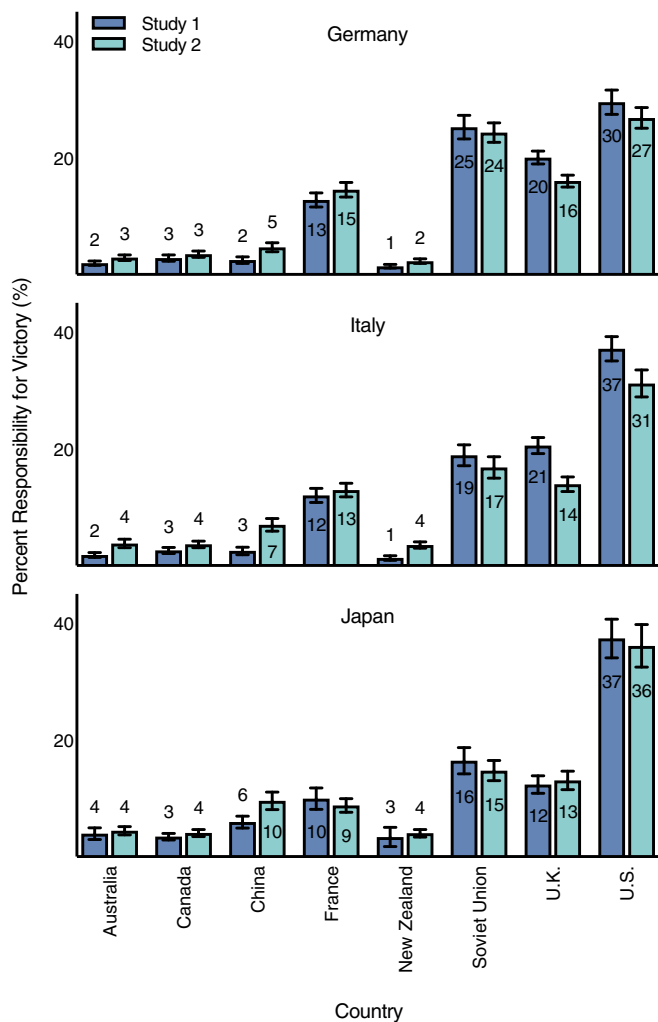 Study 1
Study 2
Germany
40
20
2 3 3 3 2 5 13 15 1 2 25 24 20 16 30 27
Percent Responsibility for Victory (%)
Italy
40
20
2 4 3 4 3 7 12 13 1 4 19 17 21 14 37 31
Japan
40
20
4 4 3 4 6 10 10 9 3 4 16 15 12 13 37 36
Australia
Canada
China
France
New Zealand
Soviet Union
U.K.
U.S.
Country